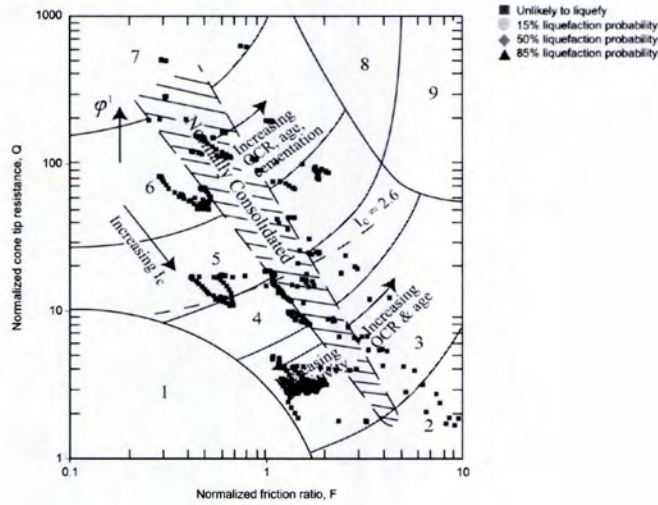 Unlikely to liquefy
15% liquefaction probability
50% liquefaction probability
85% liquefaction probability
1000
100
10
1
Normalized cone tip resistance, Q
7
8
9
φ'
Increasing
OCR, age,
cementation
Normally Consolidated
6
Increasing Ic
5
Ic = 2.6
4
Increasing
OCR & age
3
1
2
0.1
1
10
Normalized friction ratio, F